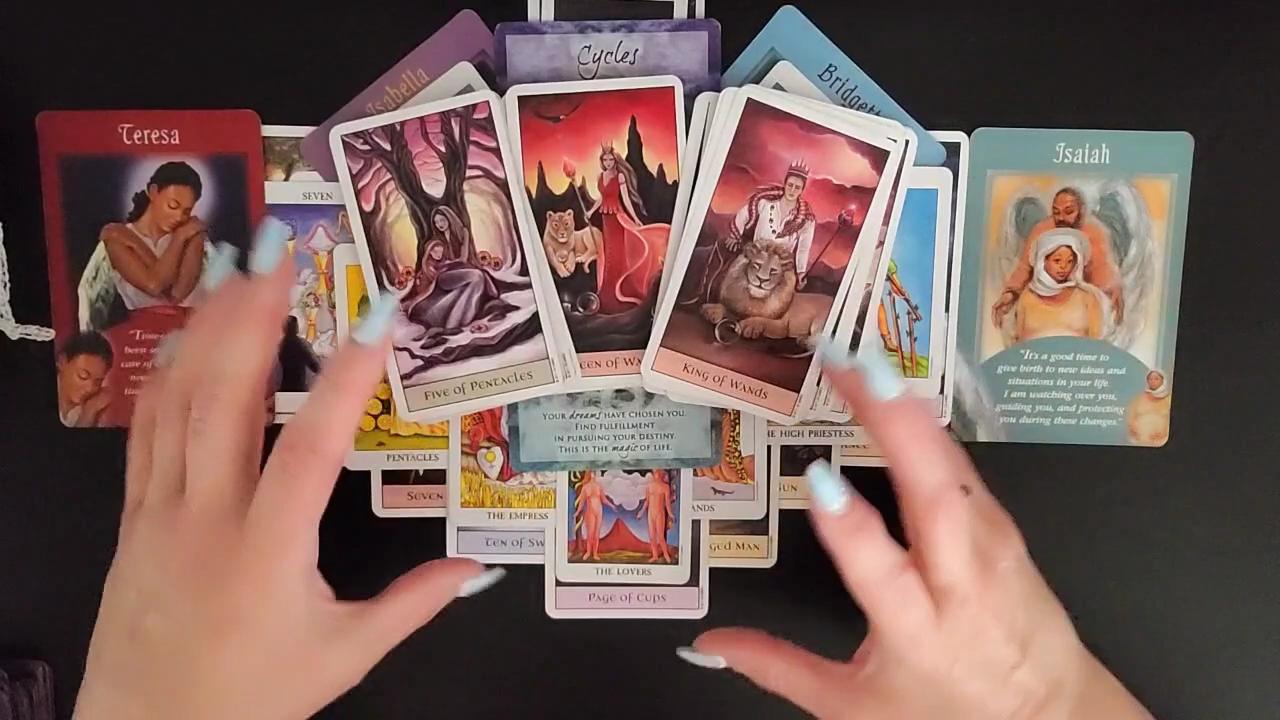 Cycles
Isabella
Teresa
Isaiah
SEVEN
FIVE OF PENTACLES
KING OF WANDS
"It's a good time to
give birth to new ideas and
situations in your life.
I am watching over you,
guiding you, and protecting
you during these changes."
YOUR dreams HAVE CHOSEN YOU.
FIND FULFILLMENT
IN PURSUING YOUR DESTINY.
THIS IS THE magic OF LIFE.
THE HIGH PRIESTESS
PENTACLES
SEVEN
THE EMPRESS
TEN OF
THE LOVERS
PAGE OF CUPS